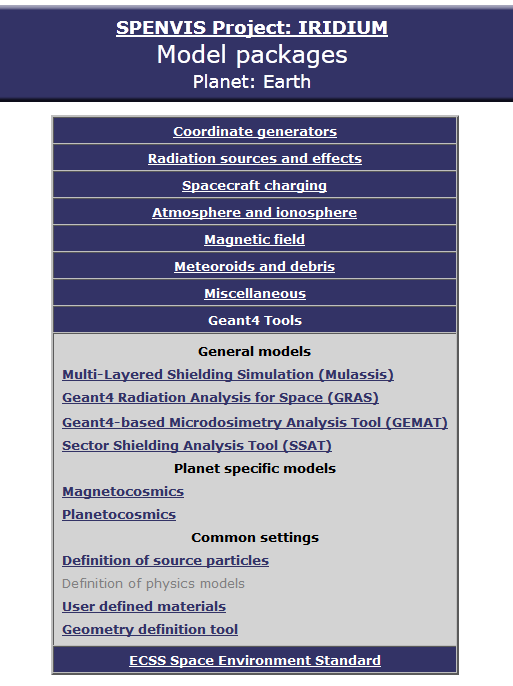 SPENVIS Project: IRIDIUM
Model packages
Planet: Earth
Coordinate generators
Radiation sources and effects
Spacecraft charging
Atmosphere and ionosphere
Magnetic field
Meteoroids and debris
Miscellaneous
Geant4 Tools
General models
Multi-Layered Shielding Simulation (Mulassis)
Geant4 Radiation Analysis for Space (GRAS)
Geant4-based Microdosimetry Analysis Tool (GEMAT)
Sector Shielding Analysis Tool (SSAT)
Planet specific models
Magnetocosmics
Planetocosmics
Common settings
Definition of source particles
Definition of physics models
User defined materials
Geometry definition tool
ECSS Space Environment Standard